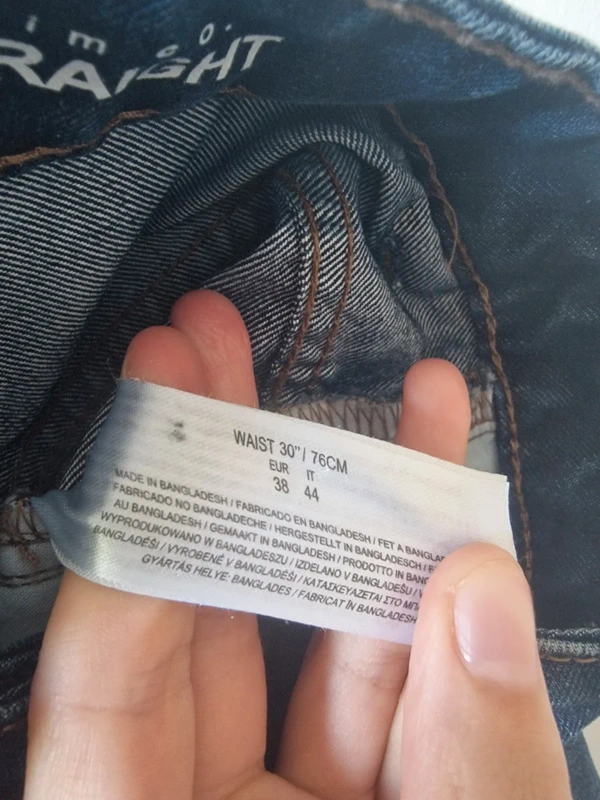 im co.
RAIGHT
WAIST 30"/ 76CM
EUR IT
38 44
MADE IN BANGLADESH / FABRICADO EN BANGLADESH / FET A
FABRICADO NO BANGLADECHE / HERGESTELLT IN BANGLADESCH /
AU BANGLADESH / GEMAAKT IN BANGLADESH / PRODOTTO IN
WYPRODUKOWANO W BANGLADESZU / IZDELANO V BANGLADEŠU /
BANGLADÉŠI / VYROBENÉ V BANGLADÉŠI / ΚΑΤΑΣΚΕΥΑΖΕΤΑΙ ΣΤΟ
GYÁRTÁS HELYE: BANGLADES / FABRICAT ÎN BANGLADESH